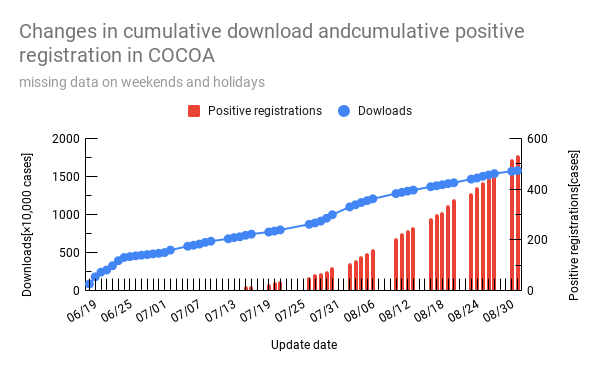 Changes in cumulative download andcumulative positive
registration in COCOA
missing data on weekends and holidays
Positive registrations
Dowloads
Downloads[×10,000 cases]
2000
1500
1000
500
0
600
400
200
0
Positive registrations[cases]
06/19 06/25 07/01 07/07 07/13 07/19 07/25 07/31 08/06 08/12 08/18 08/24 08/30
Update date